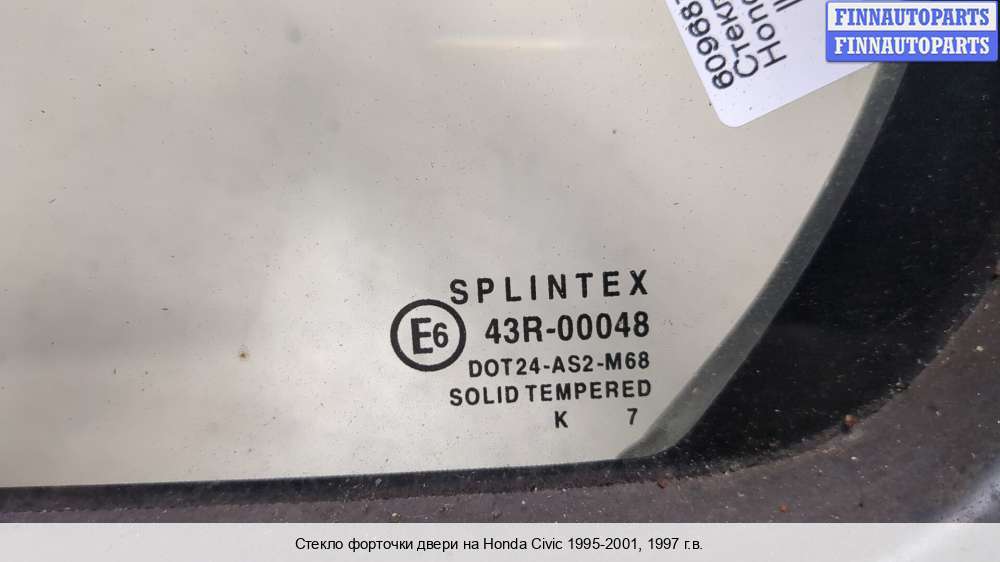 FINNAUTOPARTS
FINNAUTOPARTS
SPLINTEX
E6 43R-00048
DOT24-AS2-M68
SOLID TEMPERED
K 7
Стекло форточки двери на Honda Civic 1995-2001, 1997 г.в.